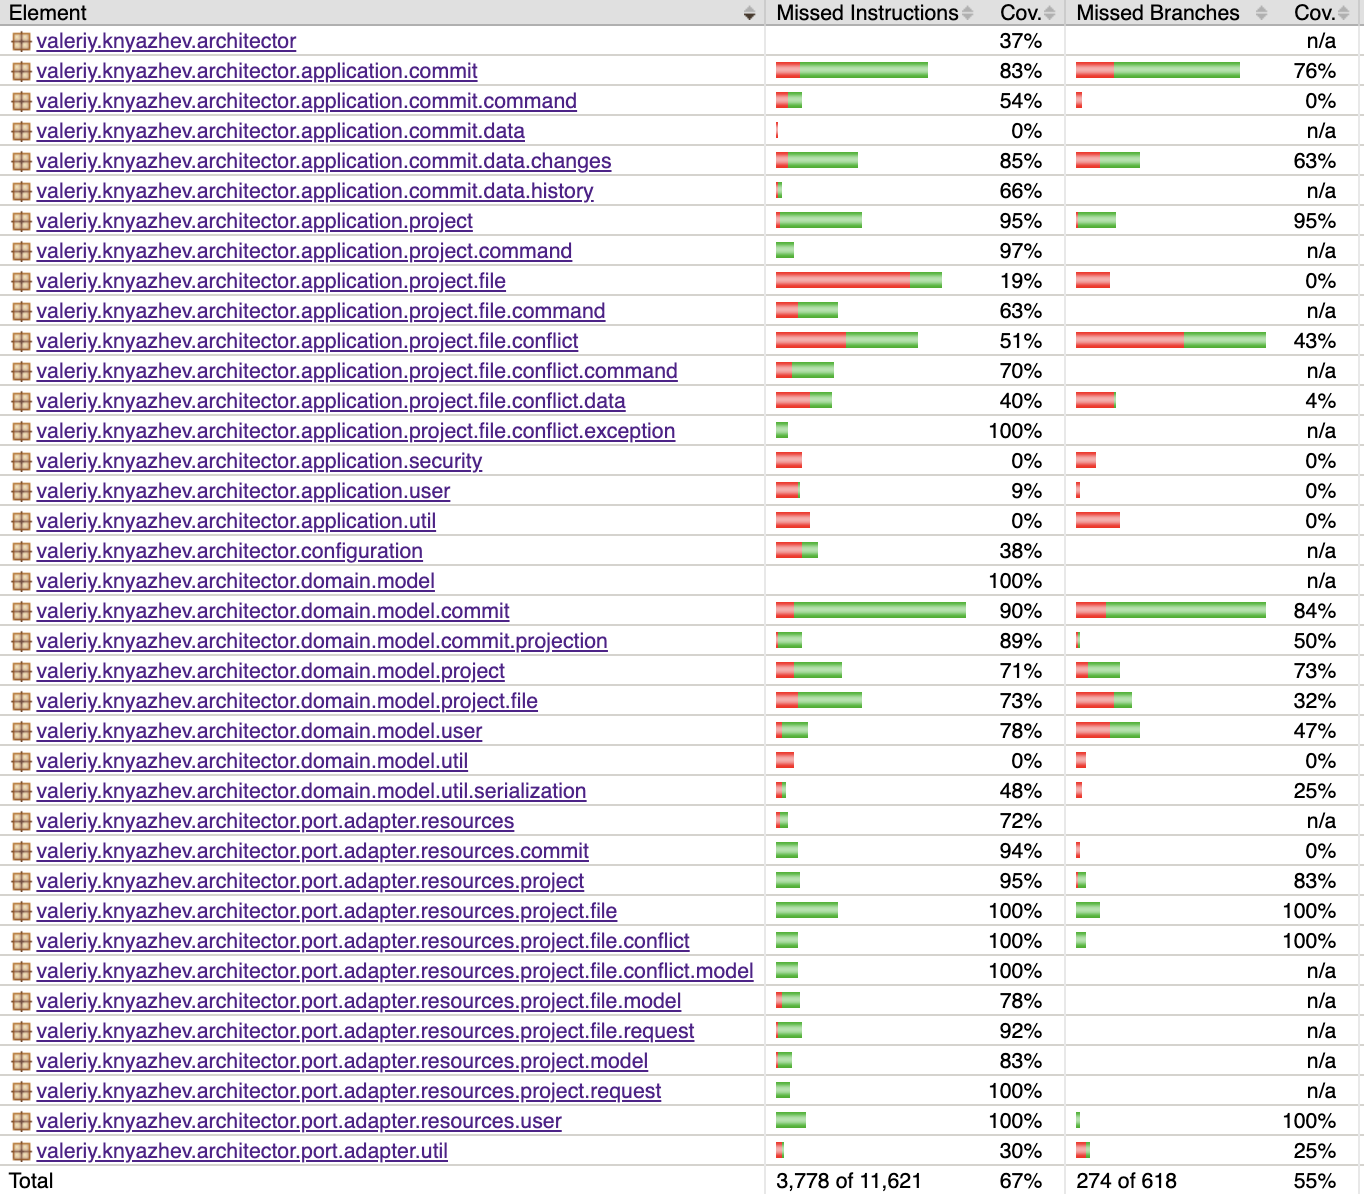 Element Missed Instructions Cov. Missed Branches Cov.
valeriy.knyazhev.architector 37% n/a
valeriy.knyazhev.architector.application.commit 83% 76%
valeriy.knyazhev.architector.application.commit.command 54% 0%
valeriy.knyazhev.architector.application.commit.data 0% n/a
valeriy.knyazhev.architector.application.commit.data.changes 85% 63%
valeriy.knyazhev.architector.application.commit.data.history 66% n/a
valeriy.knyazhev.architector.application.project 95% 95%
valeriy.knyazhev.architector.application.project.command 97% n/a
valeriy.knyazhev.architector.application.project.file 19% 0%
valeriy.knyazhev.architector.application.project.file.command 63% n/a
valeriy.knyazhev.architector.application.project.file.conflict 51% 43%
valeriy.knyazhev.architector.application.project.file.conflict.command 70% n/a
valeriy.knyazhev.architector.application.project.file.conflict.data 40% 4%
valeriy.knyazhev.architector.application.project.file.conflict.exception 100% n/a
valeriy.knyazhev.architector.application.security 0% 0%
valeriy.knyazhev.architector.application.user 9% 0%
valeriy.knyazhev.architector.application.util 0% 0%
valeriy.knyazhev.architector.configuration 38% n/a
valeriy.knyazhev.architector.domain.model 100% n/a
valeriy.knyazhev.architector.domain.model.commit 90% 84%
valeriy.knyazhev.architector.domain.model.commit.projection 89% 50%
valeriy.knyazhev.architector.domain.model.project 71% 73%
valeriy.knyazhev.architector.domain.model.project.file 73% 32%
valeriy.knyazhev.architector.domain.model.user 78% 47%
valeriy.knyazhev.architector.domain.model.util 0% 0%
valeriy.knyazhev.architector.domain.model.util.serialization 48% 25%
valeriy.knyazhev.architector.port.adapter.resources 72% n/a
valeriy.knyazhev.architector.port.adapter.resources.commit 94% 0%
valeriy.knyazhev.architector.port.adapter.resources.project 95% 83%
valeriy.knyazhev.architector.port.adapter.resources.project.file 100% 100%
valeriy.knyazhev.architector.port.adapter.resources.project.file.conflict 100% 100%
valeriy.knyazhev.architector.port.adapter.resources.project.file.conflict.model 100% n/a
valeriy.knyazhev.architector.port.adapter.resources.project.file.model 78% n/a
valeriy.knyazhev.architector.port.adapter.resources.project.file.request 92% n/a
valeriy.knyazhev.architector.port.adapter.resources.project.model 83% n/a
valeriy.knyazhev.architector.port.adapter.resources.project.request 100% n/a
valeriy.knyazhev.architector.port.adapter.resources.user 100% 100%
valeriy.knyazhev.architector.port.adapter.util 30% 25%
Total 3,778 of 11,621 67% 274 of 618 55%